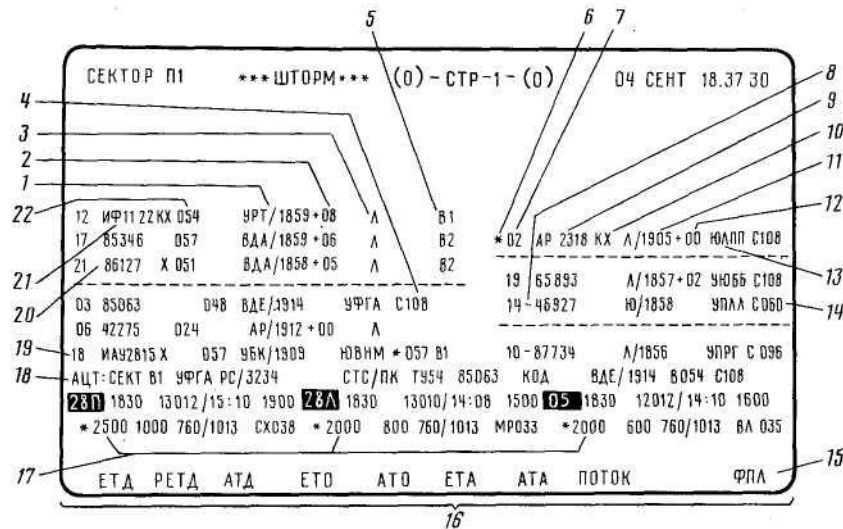 5 6 7
СЕКТОР П1 ***ШТОРМ*** (0)-СТР-1-(0) 04 СЕНТ 18.37 30
8
9
4
3
10
2
11
1
12
22
12 ИФ11 22 КХ 054 УРТ/1859+08 Л В1
17 85346 057 ВДА/1859+06 Л В2 *02 АР 2318 КХ Л/1905+00 ЮЛПП С108
21
21 86127 Х 051 ВДА/1858+05 Л В2
13
19 65893 Л/1857+02 УЮББ С108
20
03 85063 048 ВДЕ/1914 УФГА С108 14-46927 Ю/1858 УПЛЛ С060
14
06 42275 024 АР/1912+00 Л
19
18 ИАУ2815 Х 057 УБК/1909 ЮВНМ *057 В1 10-87734 Л/1856 УПРГ С 096
18
АЦТ:СЕКТ В1 УФГА РС/3234 СТС/ПК ТУ54 85063 КОД ВДЕ/1914 В054 С108
28П 1830 13012/15:10 1900 28Л 1830 13010/14:08 1500 05 1830 12012/14:10 1600
*2500 1000 760/1013 СХ038 *2000 800 760/1013 МР033 *2000 600 760/1013 ВЛ 035
17
15
ЕТД РЕТД АТД ЕТО АТО ЕТА АТА ПОТОК ФПЛ
16